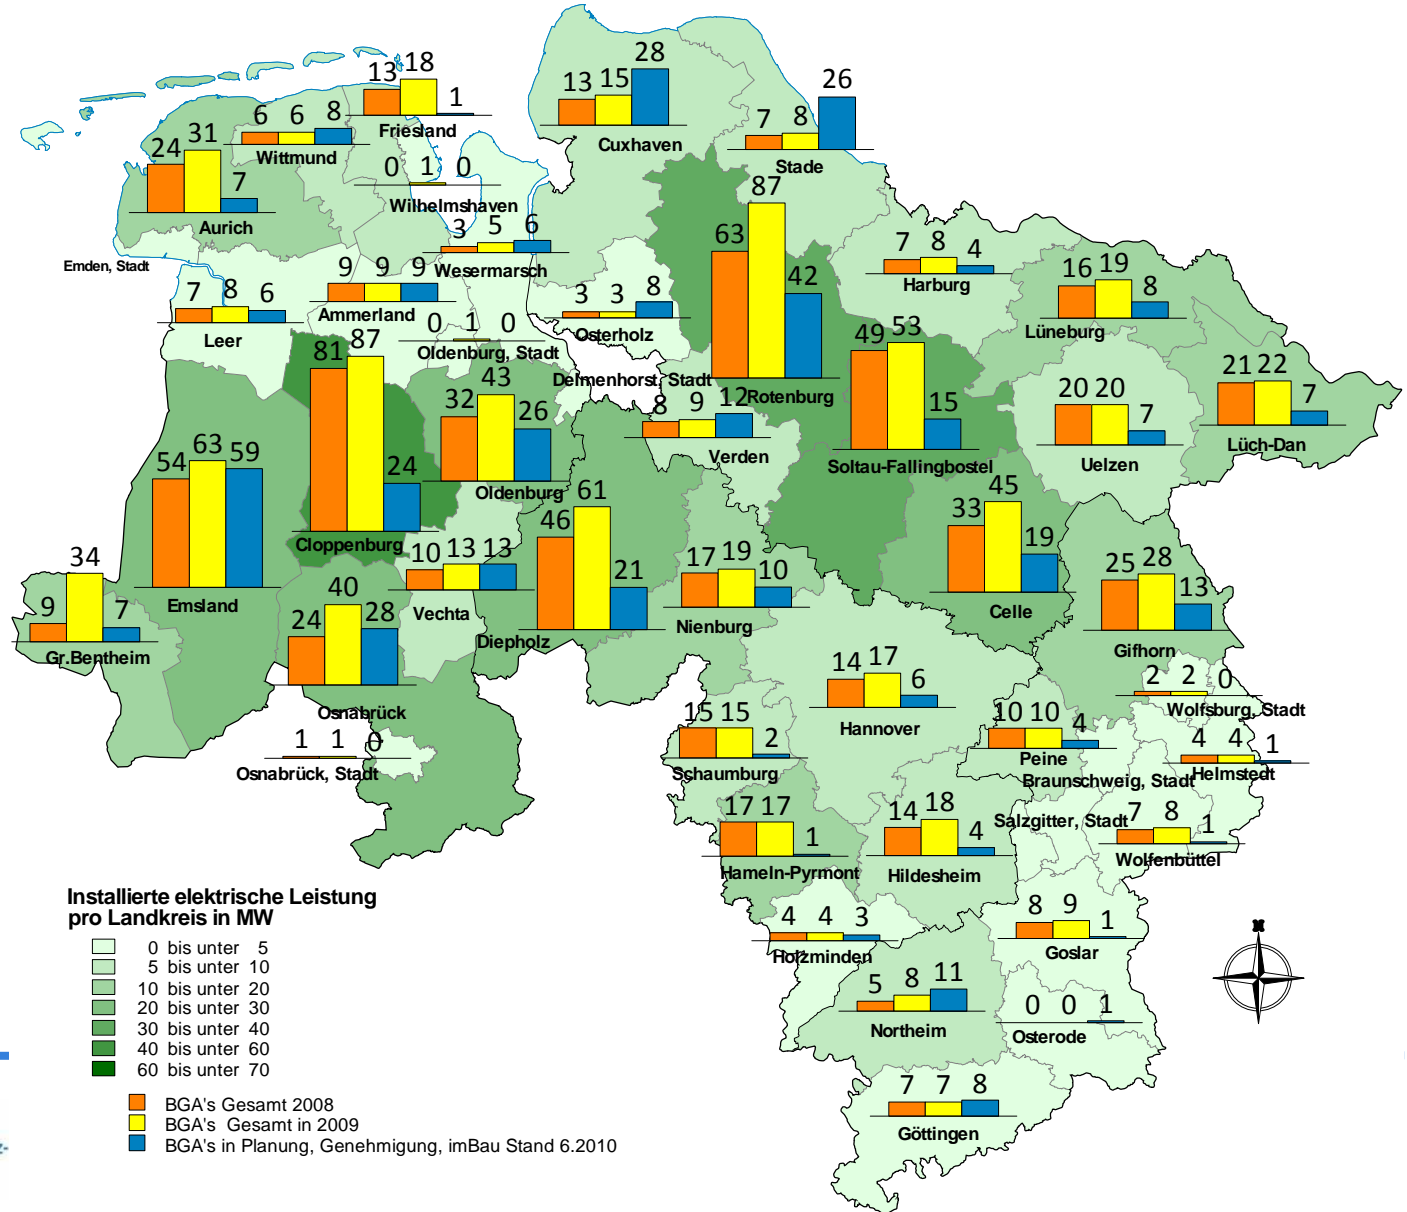 13 18 1
Friesland
6 6 8
Wittmund
24 31 7
Aurich
0 1 0
Wilhelmshaven
3 5 6
Wesermarsch
Emden, Stadt
7 8 6
Leer
9 9 9
Ammerland
0 1 0
Oldenburg, Stadt
13 15 28
Cuxhaven
7 8 26
Stade
63 87 42
Rotenburg
3 3 8
Osterholz
Delmenhorst, Stadt
8 9 12
Verden
7 8 4
Harburg
16 19 8
Lüneburg
21 22 7
Lüch-Dan
20 20 7
Uelzen
49 53 15
Soltau-Fallingbostel
81 87 24
Cloppenburg
32 43 26
Oldenburg
54 63 59
Emsland
9 34 7
Gr.Bentheim
10 13 13
Vechta
46 61 21
Diepholz
17 19 10
Nienburg
33 45 19
Celle
25 28 13
Gifhorn
24 40 28
Osnabrück
1 1 0
Osnabrück, Stadt
14 17 6
Hannover
15 15 2
Schaumburg
10 10 4
Peine
2 2 0
Wolfsburg, Stadt
Braunschweig, Stadt
4 4 1
Helmstedt
Salzgitter, Stadt
7 8 1
Wolfenbüttel
17 17 1
Hameln-Pyrmont
14 18 4
Hildesheim
4 4 3
Holzminden
8 9 1
Goslar
5 8 11
Northeim
0 0 1
Osterode
7 7 8
Göttingen
Installierte elektrische Leistung
pro Landkreis in MW
0 bis unter 5
5 bis unter 10
10 bis unter 20
20 bis unter 30
30 bis unter 40
40 bis unter 60
60 bis unter 70
BGA's Gesamt 2008
BGA's Gesamt in 2009
BGA's in Planung, Genehmigung, imBau Stand 6.2010